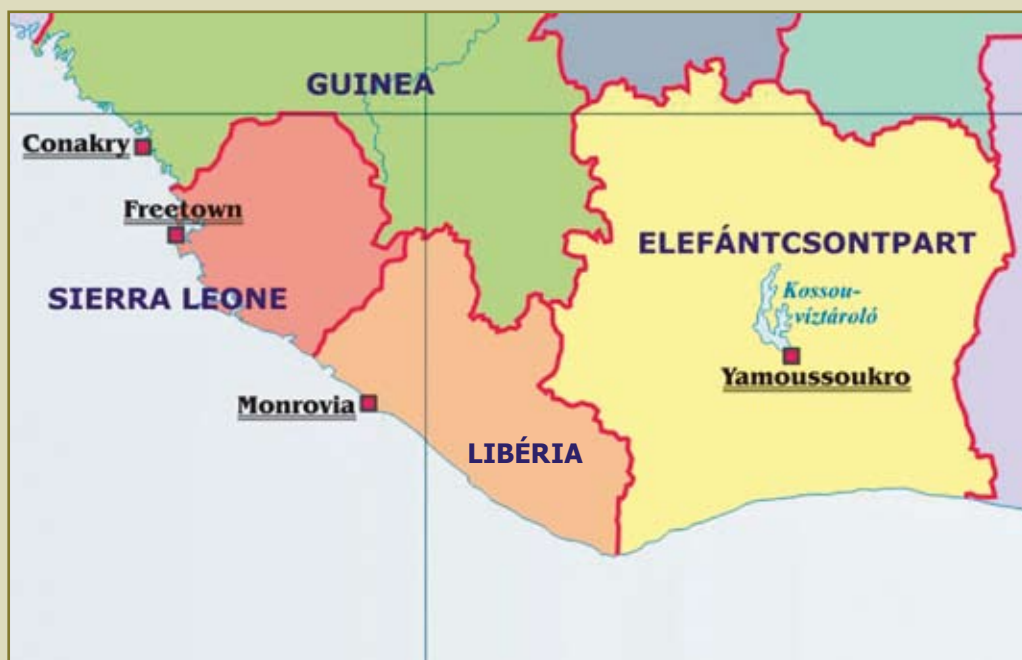 GUINEA
Conakry
Freetown
ELEFÁNTCSONTPART
SIERRA LEONE
Kossou-
víztároló
Yamoussoukro
Monrovia
LIBÉRIA